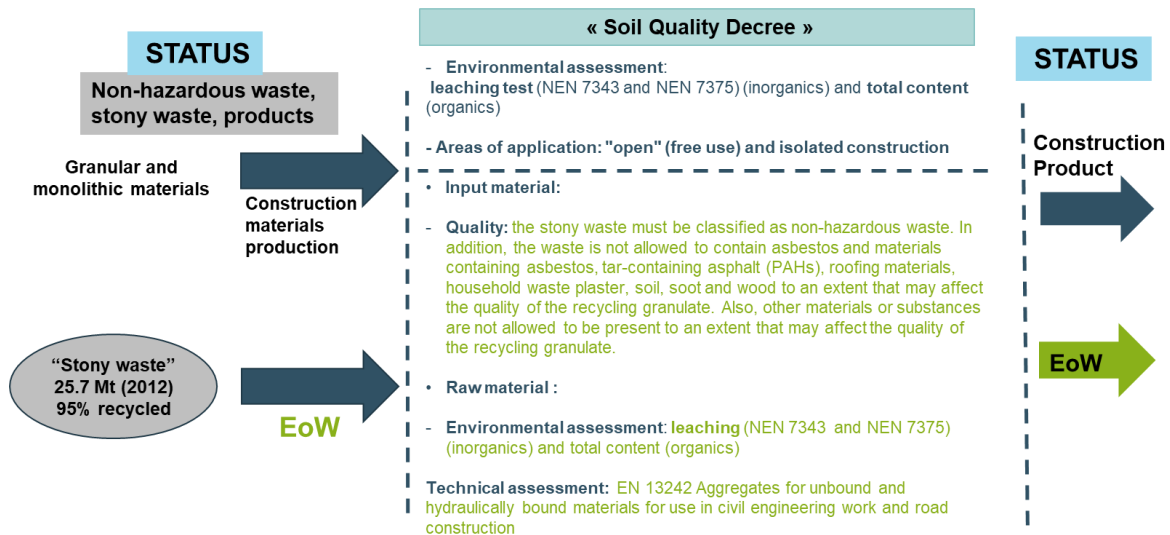 STATUS
Non-hazardous waste,
stony waste, products
Granular and
monolithic materials
Construction
materials
production
“Stony waste”
25.7 Mt (2012)
95% recycled
EoW
« Soil Quality Decree »
- Environmental assessment:
leaching test (NEN 7343 and NEN 7375) (inorganics) and total content
(organics)
- Areas of application: "open" (free use) and isolated construction
• Input material:
- Quality: the stony waste must be classified as non-hazardous waste. In
addition, the waste is not allowed to contain asbestos and materials
containing asbestos, tar-containing asphalt (PAHs), roofing materials,
household waste plaster, soil, soot and wood to an extent that may affect
the quality of the recycling granulate. Also, other materials or substances
are not allowed to be present to an extent that may affect the quality of
the recycling granulate.
• Raw material :
- Environmental assessment: leaching (NEN 7343 and NEN 7375)
(inorganics) and total content (organics)
Technical assessment: EN 13242 Aggregates for unbound and
hydraulically bound materials for use in civil engineering work and road
construction
STATUS
Construction
Product
EoW